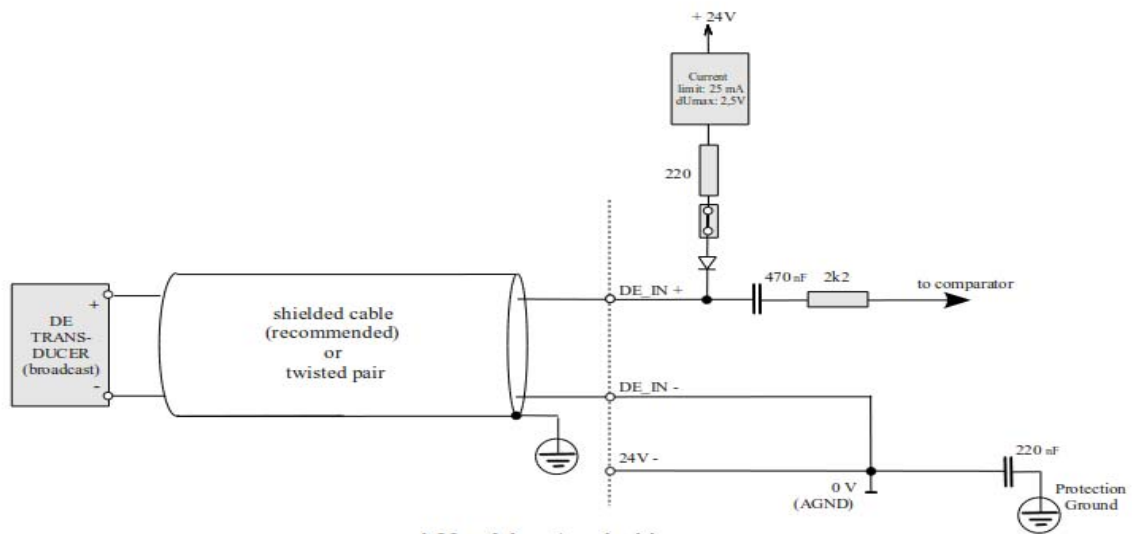 + 24V
Current
limit: 25 mA
dUmax: 2,5V
220
DE_IN +
470 nF
2k2
to comparator
+
DE
TRANS-
DUCER
(broadcast)
-
shielded cable
(recommended)
or
twisted pair
DE_IN -
24V -
0 V
(AGND)
220 nF
Protection
Ground